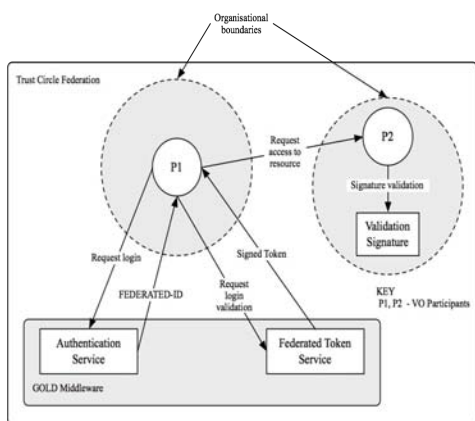 Organisational
boundaries
Trust Circle Federation
P1
Request
access to
resource
P2
Signature validation
Validation
Signature
Request login
FEDERATED-ID
Signed Token
Request
login
validation
KEY
P1, P2 - VO Participants
Authentication
Service
Federated Token
Service
GOLD Middleware